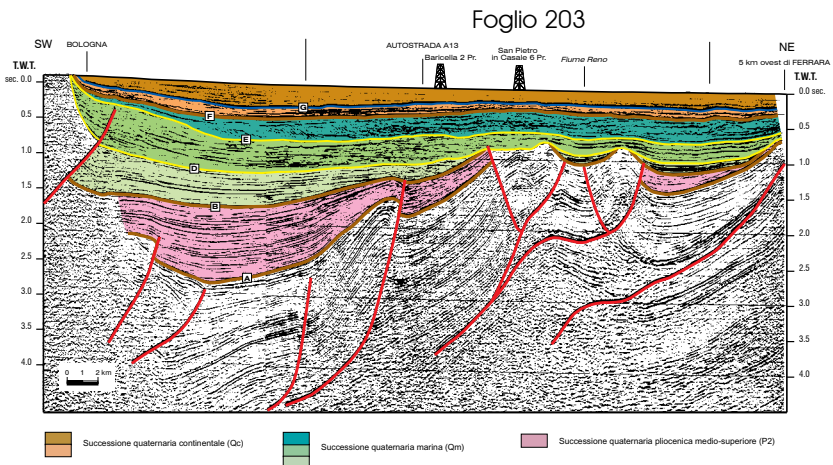 Foglio 203
SW
NE
BOLOGNA
AUTOSTRADA A13
Baricella 2 Pr.
San Pietro
in Casale 6 Pr.
Fiume Reno
5 km ovest di FERRARA
T.W.T.
T.W.T.
sec. 0.0
0.0 sec.
0.5
0.5
1.0
1.0
1.5
1.5
2.0
2.0
2.5
2.5
3.0
3.0
3.5
3.5
4.0
4.0
G
F
E
D
B
A
0 1 2 km
Successione quaternaria continentale (Qc)
Successione quaternaria marina (Qm)
Successione quaternaria pliocenica medio-superiore (P2)